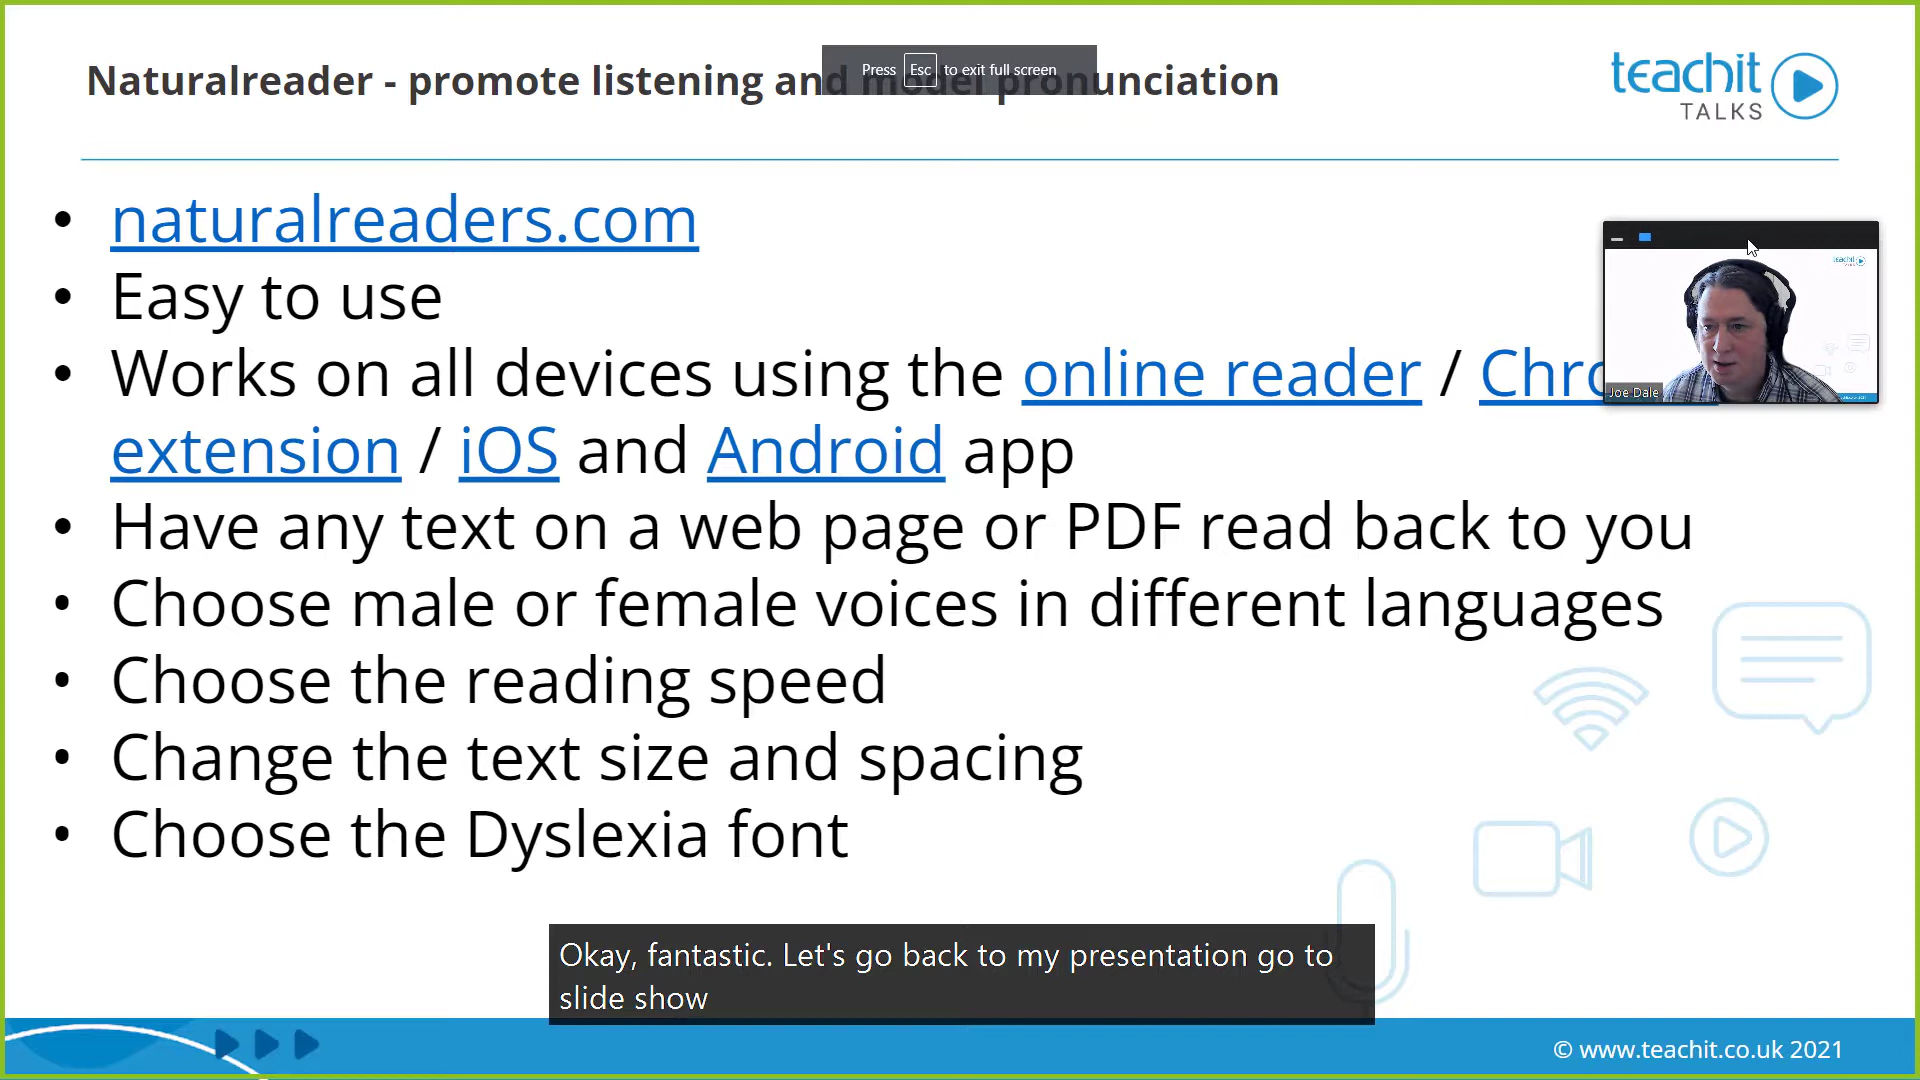 Naturalreader - promote listening and model pronunciation
Press Esc to exit full screen
teachit
TALKS
• naturalreaders.com
• Easy to use
• Works on all devices using the online reader / Chro
extension / iOS and Android app
• Have any text on a web page or PDF read back to you
• Choose male or female voices in different languages
• Choose the reading speed
• Change the text size and spacing
• Choose the Dyslexia font
teachit
Joe Dale
Okay, fantastic. Let's go back to my presentation go to
slide show
© www.teachit.co.uk 2021